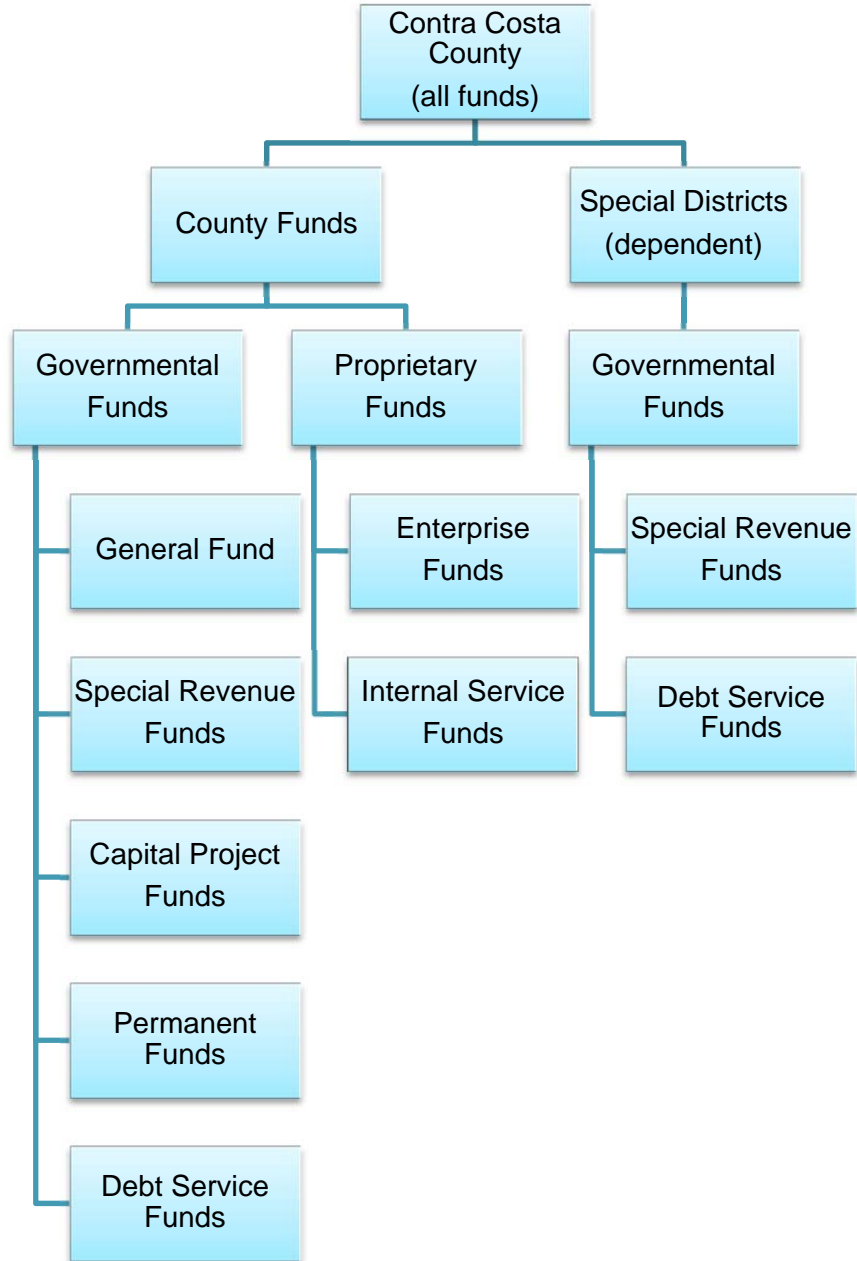 Contra Costa
County
(all funds)
County Funds
Special Districts
(dependent)
Governmental
Funds
Proprietary
Funds
Governmental
Funds
General Fund
Enterprise
Funds
Special Revenue
Funds
Special Revenue
Funds
Internal Service
Funds
Debt Service
Funds
Capital Project
Funds
Permanent
Funds
Debt Service
Funds